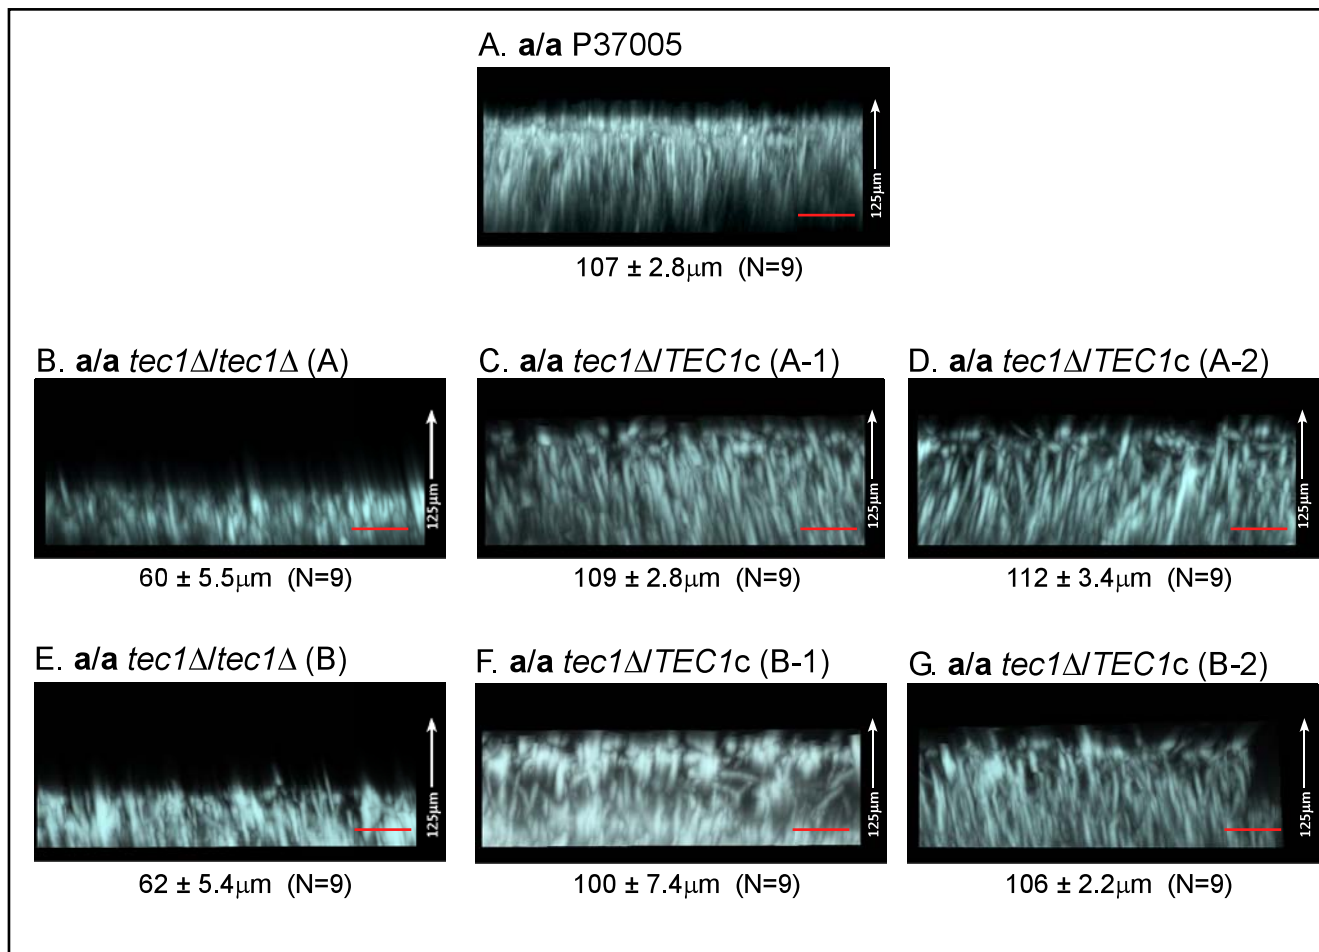 A. a/a P37005
125μm
107 ± 2.8μm (N=9)
B. a/a tec1Δ/tec1Δ (A)
C. a/a tec1Δ/TEC1c (A-1)
D. a/a tec1Δ/TEC1c (A-2)
125μm
125μm
125μm
60 ± 5.5μm (N=9)
109 ± 2.8μm (N=9)
112 ± 3.4μm (N=9)
E. a/a tec1Δ/tec1Δ (B)
F. a/a tec1Δ/TEC1c (B-1)
G. a/a tec1Δ/TEC1c (B-2)
125μm
125μm
125μm
62 ± 5.4μm (N=9)
100 ± 7.4μm (N=9)
106 ± 2.2μm (N=9)